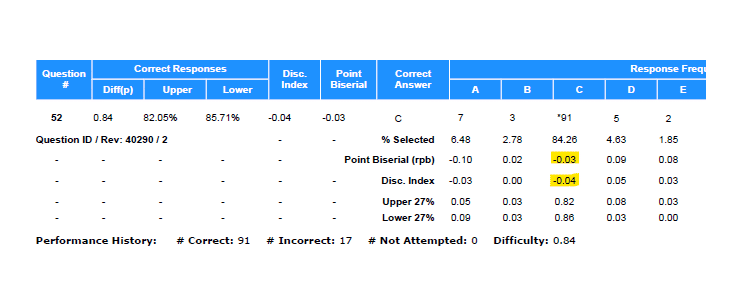 Question # Correct Responses Disc. Index Point Biserial Correct Answer Response Frequ
Diff(p) Upper Lower A B C D E
52 0.84 82.05% 85.71% -0.04 -0.03 C 7 3 *91 5 2
Question ID / Rev: 40290 / 2 - - % Selected 6.48 2.78 84.26 4.63 1.85
- - - - - - Point Biserial (rpb) -0.10 0.02 -0.03 0.09 0.08
- - - - - - Disc. Index -0.03 0.00 -0.04 0.05 0.03
- - - - - - Upper 27% 0.05 0.03 0.82 0.08 0.03
- - - - - - Lower 27% 0.09 0.03 0.86 0.03 0.00
Performance History: # Correct: 91 # Incorrect: 17 # Not Attempted: 0 Difficulty: 0.84